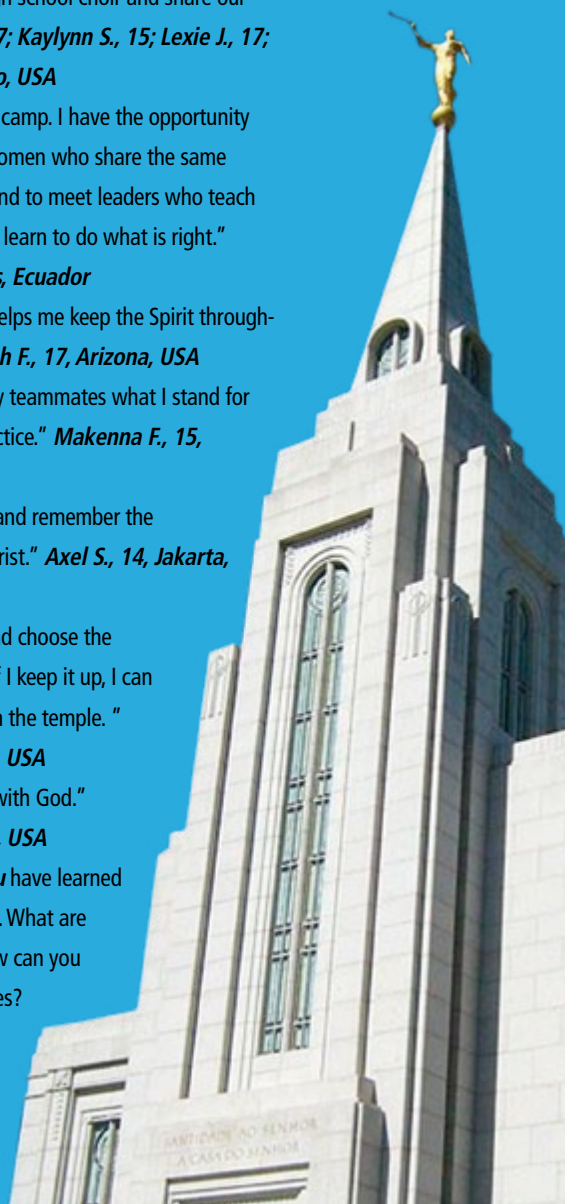 gh school choir and share our
7; Kaylynn S., 15; Lexie J., 17;
o, USA
camp. I have the opportunity
omen who share the same
nd to meet leaders who teach
learn to do what is right."
s, Ecuador
elps me keep the Spirit through-
h F., 17, Arizona, USA
y teammates what I stand for
ctice." Makenna F., 15,
and remember the
rist." Axel S., 14, Jakarta,
nd choose the
f I keep it up, I can
n the temple. "
, USA
with God."
, USA
u have learned
. What are
w can you
es?
SANTIDADE AO SENHOR
A CASA DO SENHOR